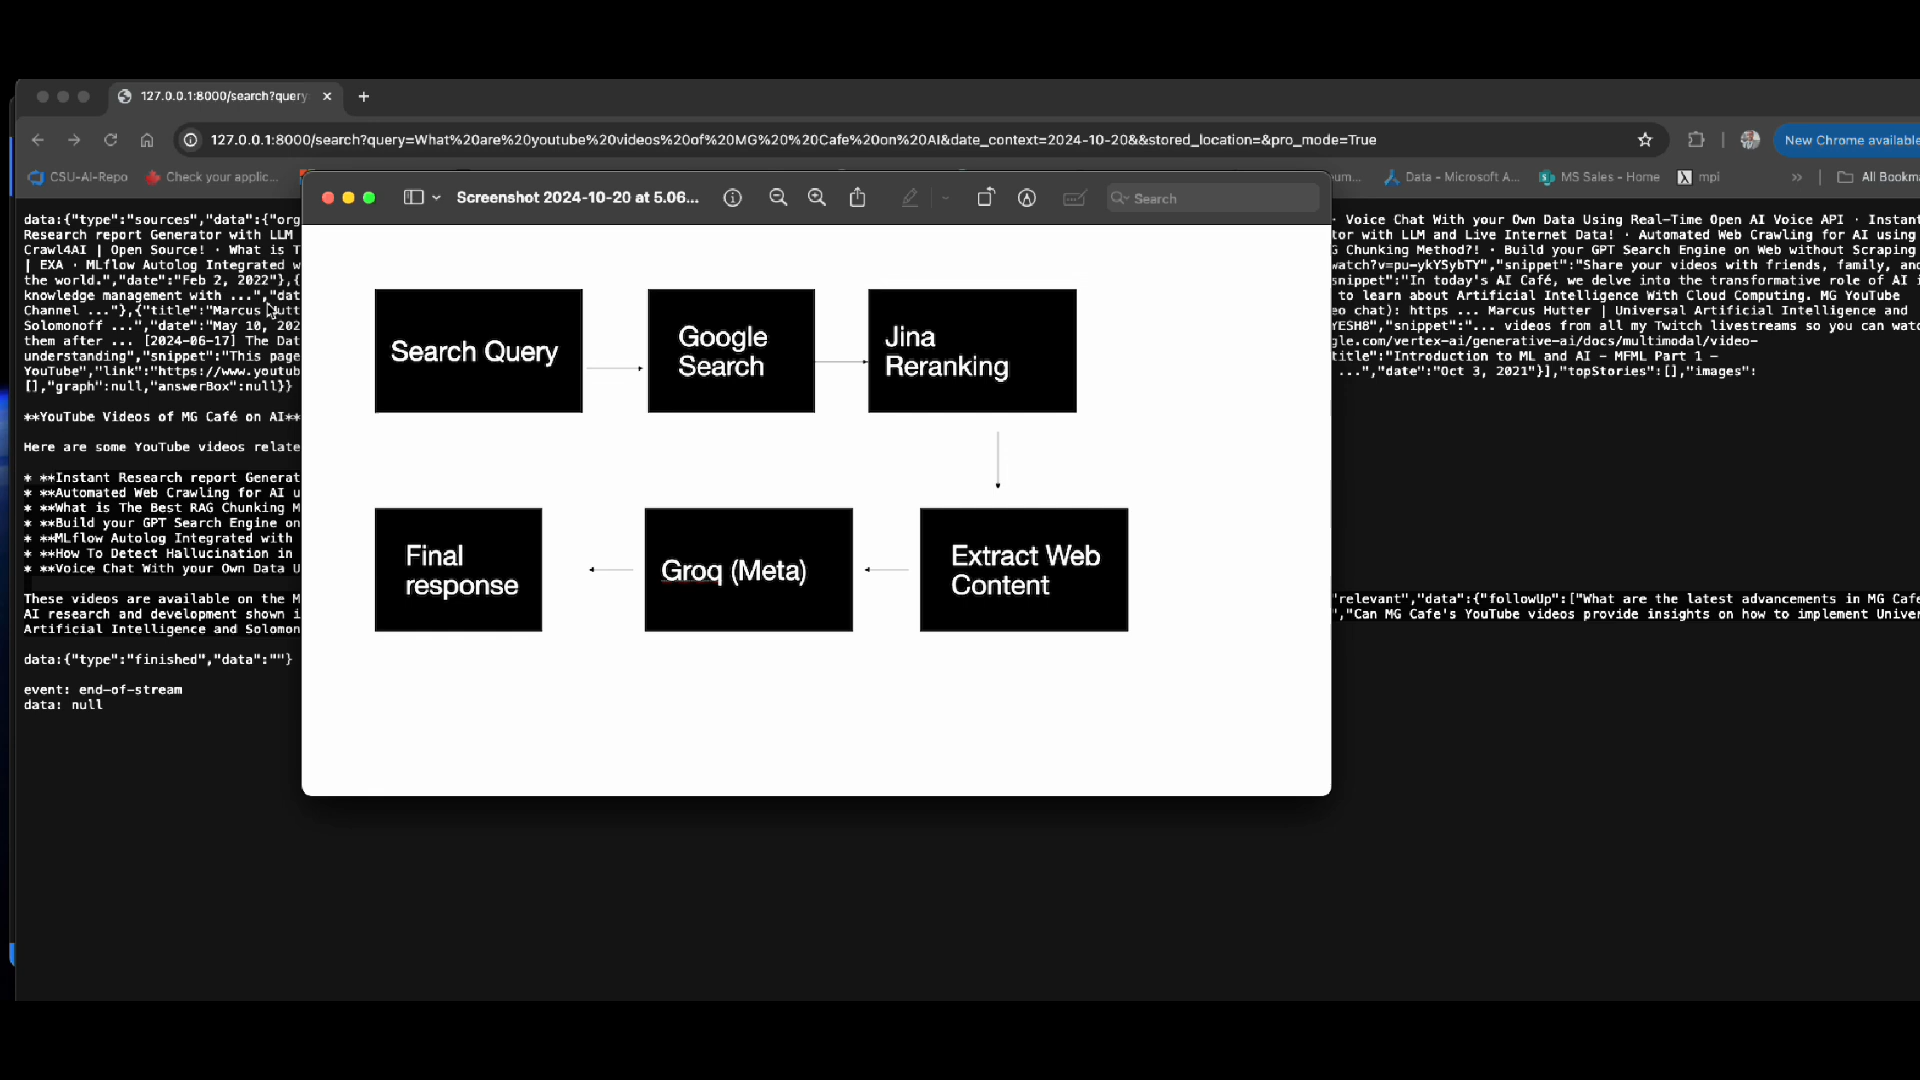 127.0.0.1:8000/search?query
127.0.0.1:8000/search?query=What%20are%20youtube%20videos%20of%20MG%20%20Cafe%20on%20AI&date_context=2024-10-20&&stored_location=&pro_mode=True
New Chrome available
CSU-AI-Repo
Check your applic...
Data - Microsoft A...
MS Sales - Home
mpi
»
All Bookma
Screenshot 2024-10-20 at 5.06...
Search
Search Query
Google
Search
Jina
Reranking
Extract Web
Content
Groq (Meta)
Final
response
data:{"type":"sources","data":{"org
Research report Generator with LLM
Crawl4AI | Open Source! · What is T
| EXA · MLflow Autolog Integrated w
the world.","date":"Feb 2, 2022"},{
knowledge management with ...","dat
Channel ..."},{"title":"Marcus Hutt
Solomonoff ...","date":"May 10, 202
them after ... [2024-06-17] The Dat
understanding","snippet":"This page
YouTube","link":"https://www.youtub
[],"graph":null,"answerBox":null}}
**YouTube Videos of MG Café on AI**
Here are some YouTube videos relate
* **Instant Research report Generat
* **Automated Web Crawling for AI u
* **What is The Best RAG Chunking M
* **Build your GPT Search Engine on
* **MLflow Autolog Integrated with
* **How To Detect Hallucination in
* **Voice Chat With your Own Data U
These videos are available on the M
AI research and development shown i
Artificial Intelligence and Solomon
data:{"type":"finished","data":""}
event: end-of-stream
data: null
· Voice Chat With your Own Data Using Real-Time Open AI Voice API · Instant
tor with LLM and Live Internet Data! · Automated Web Crawling for AI using
G Chunking Method?! · Build your GPT Search Engine on Web without Scraping
watch?v=pu-ykYSybTY","snippet":"Share your videos with friends, family, and
snippet":"In today's AI Café, we delve into the transformative role of AI i
to learn about Artificial Intelligence With Cloud Computing. MG YouTube
eo chat): https ... Marcus Hutter | Universal Artificial Intelligence and
YESH8","snippet":"... videos from all my Twitch livestreams so you can watc
gle.com/vertex-ai/generative-ai/docs/multimodal/video-
title":"Introduction to ML and AI - MFML Part 1 -
...","date":"Oct 3, 2021"}],"topStories":[],"images":
"relevant","data":{"followUp":["What are the latest advancements in MG Cafe
","Can MG Cafe's YouTube videos provide insights on how to implement Univer